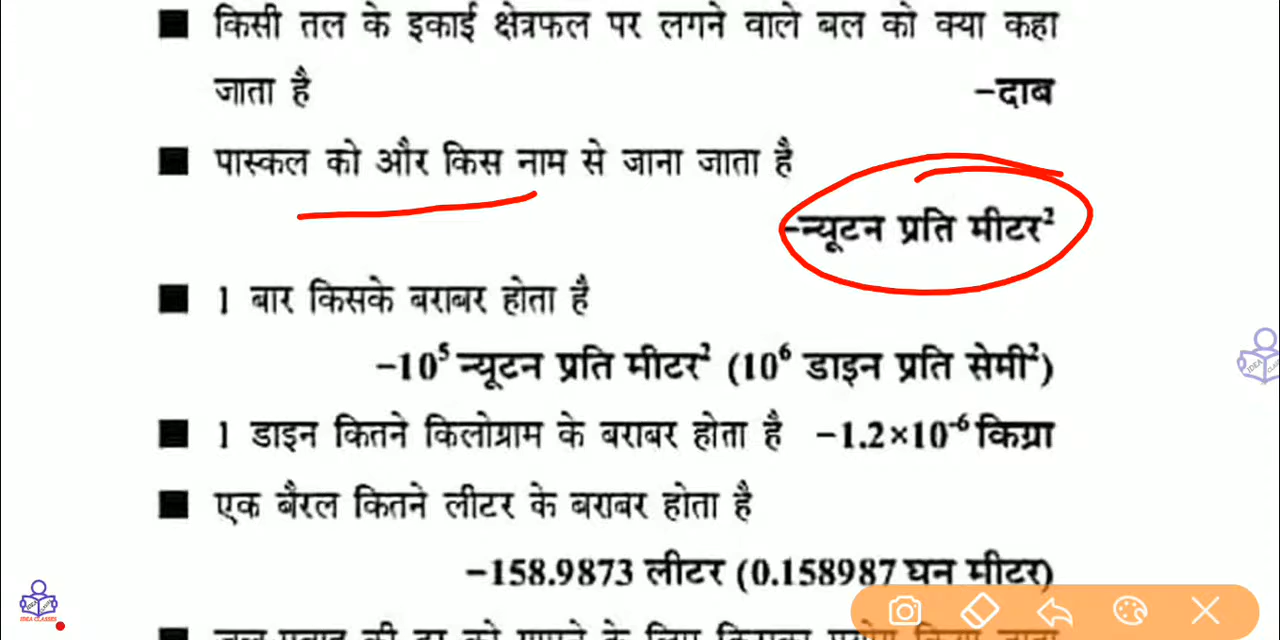 ■ किसी तल के इकाई क्षेत्रफल पर लगने वाले बल को क्या कहा
जाता है -दाब
■ पास्कल को और किस नाम से जाना जाता है
-न्यूटन प्रति मीटर²
■ 1 बार किसके बराबर होता है
-10⁵ न्यूटन प्रति मीटर² (10⁶ डाइन प्रति सेमी²)
■ 1 डाइन कितने किलोग्राम के बराबर होता है -1.2×10⁻⁶ किग्रा
■ एक बैरल कितने लीटर के बराबर होता है
-158.9873 लीटर (0.158987 घन मीटर)
IDEA CLASSES